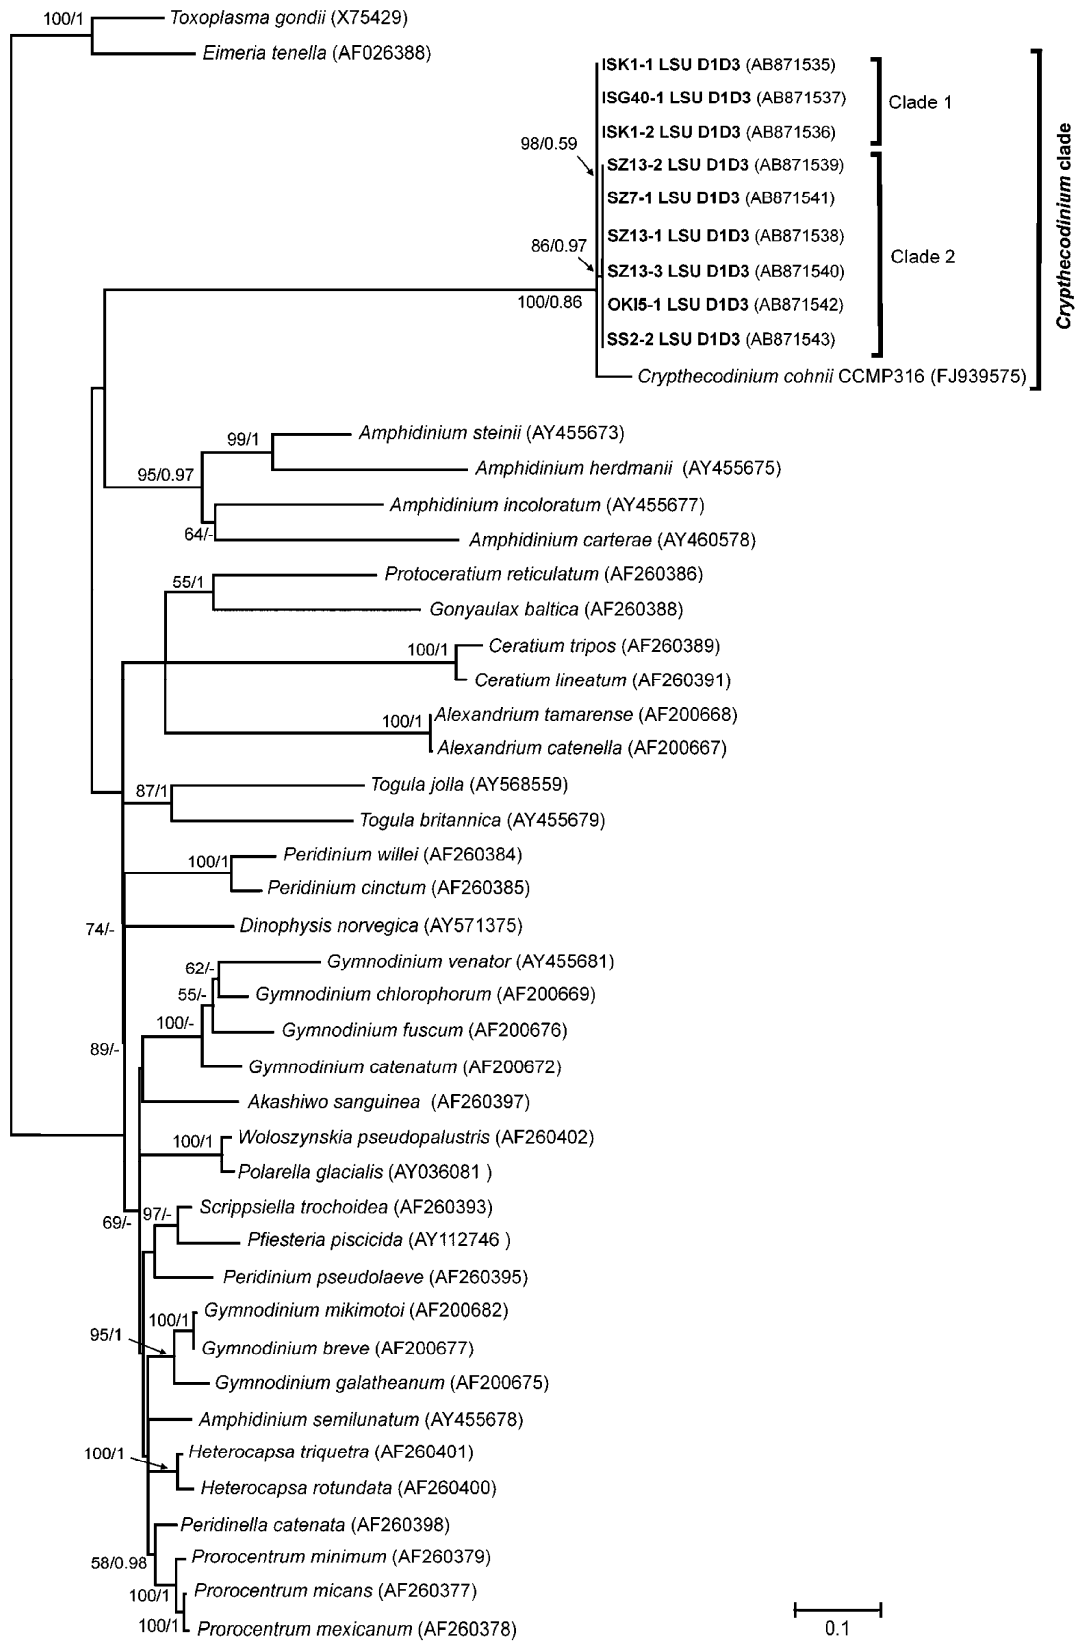 100/1
Toxoplasma gondii (X75429)
Eimeria tenella (AF026388)
ISK1-1 LSU D1D3 (AB871535)
ISG40-1 LSU D1D3 (AB871537)
Clade 1
ISK1-2 LSU D1D3 (AB871536)
98/0.59
SZ13-2 LSU D1D3 (AB871539)
SZ7-1 LSU D1D3 (AB871541)
SZ13-1 LSU D1D3 (AB871538)
86/0.97
Clade 2
SZ13-3 LSU D1D3 (AB871540)
100/0.86
OKI5-1 LSU D1D3 (AB871542)
SS2-2 LSU D1D3 (AB871543)
Crypthecodinium cohnii CCMP316 (FJ939575)
Crypthecodinium clade
99/1
Amphidinium steinii (AY455673)
95/0.97
Amphidinium herdmanii (AY455675)
Amphidinium incoloratum (AY455677)
64/-
Amphidinium carterae (AY460578)
55/1
Protoceratium reticulatum (AF260386)
Gonyaulax baltica (AF260388)
100/1
Ceratium tripos (AF260389)
Ceratium lineatum (AF260391)
100/1
Alexandrium tamarense (AF200668)
Alexandrium catenella (AF200667)
87/1
Togula jolla (AY568559)
Togula britannica (AY455679)
100/1
Peridinium willei (AF260384)
Peridinium cinctum (AF260385)
74/-
Dinophysis norvegica (AY571375)
62/-
Gymnodinium venator (AY455681)
55/-
Gymnodinium chlorophorum (AF200669)
100/-
Gymnodinium fuscum (AF200676)
89/-
Gymnodinium catenatum (AF200672)
Akashiwo sanguinea (AF260397)
100/1
Woloszynskia pseudopalustris (AF260402)
Polarella glacialis (AY036081 )
69/-
97/-
Scrippsiella trochoidea (AF260393)
Pfiesteria piscicida (AY112746 )
Peridinium pseudolaeve (AF260395)
100/1
Gymnodinium mikimotoi (AF200682)
95/1
Gymnodinium breve (AF200677)
Gymnodinium galatheanum (AF200675)
Amphidinium semilunatum (AY455678)
100/1
Heterocapsa triquetra (AF260401)
Heterocapsa rotundata (AF260400)
Peridinella catenata (AF260398)
58/0.98
Prorocentrum minimum (AF260379)
100/1
Prorocentrum micans (AF260377)
100/1
Prorocentrum mexicanum (AF260378)
0.1